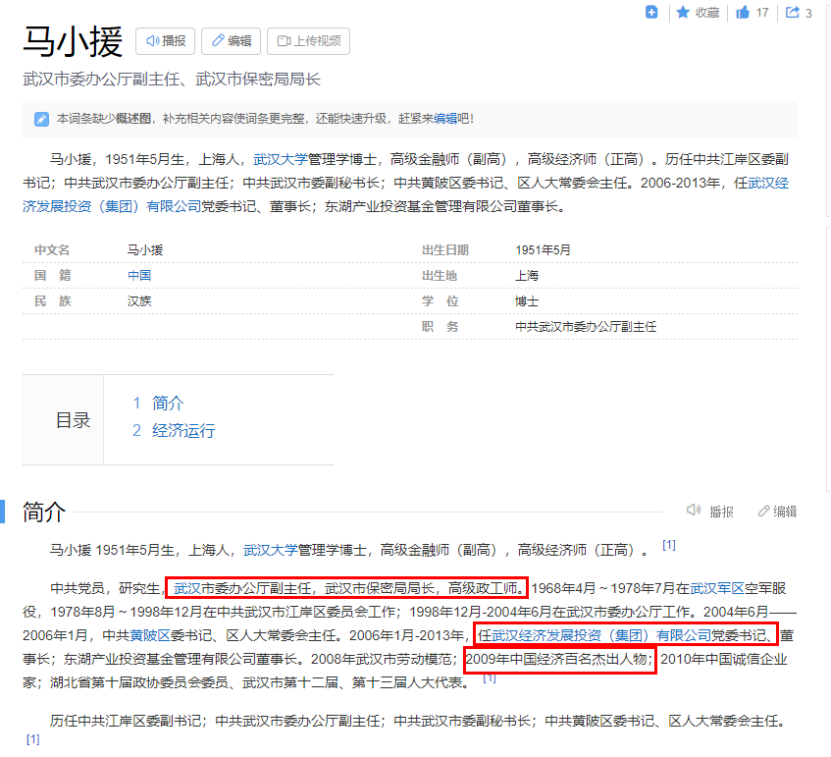 收藏 17 3
马小援 播报 编辑 上传视频
武汉市委办公厅副主任、武汉市保密局局长
本词条缺少概述图，补充相关内容使词条更完整，还能快速升级，赶紧来编辑吧！
马小援，1951年5月生，上海人，武汉大学管理学博士，高级金融师（副高），高级经济师（正高）。历任中共江岸区委副
书记；中共武汉市委办公厅副主任；中共武汉市委副秘书长；中共黄陂区委书记、区人大常委会主任。2006-2013年，任武汉经
济发展投资（集团）有限公司党委书记、董事长；东湖产业投资基金管理有限公司董事长。
中文名 马小援 出生日期 1951年5月
国 籍 中国 出生地 上海
民 族 汉族 学 位 博士
职 务 中共武汉市委办公厅副主任
目录
1 简介
2 经济运行
简介 播报 编辑
马小援 1951年5月生，上海人，武汉大学管理学博士，高级金融师（副高），高级经济师（正高）。 [1]
中共党员，研究生，武汉市委办公厅副主任，武汉市保密局局长，高级政工师。1968年4月～1978年7月在武汉军区空军服
役，1978年8月～1998年12月在中共武汉市江岸区委员会工作；1998年12月-2004年6月在武汉市委办公厅工作。2004年6月——
2006年1月，中共黄陂区委书记、区人大常委会主任。2006年1月-2013年，任武汉经济发展投资（集团）有限公司党委书记、董
事长；东湖产业投资基金管理有限公司董事长。2008年武汉市劳动模范；2009年中国经济百名杰出人物；2010年中国诚信企业
家；湖北省第十届政协委员会委员、武汉市第十二届、第十三届人大代表。 [1]
历任中共江岸区委副书记；中共武汉市委办公厅副主任；中共武汉市委副秘书长；中共黄陂区委书记、区人大常委会主任。
[1]